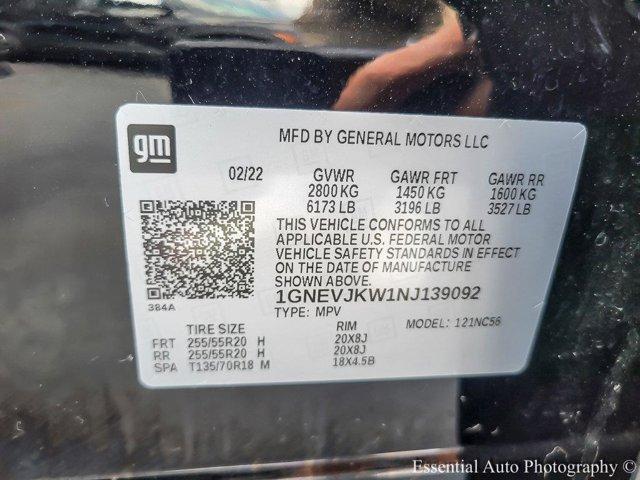 gm
MFD BY GENERAL MOTORS LLC
02/22 GVWR GAWR FRT GAWR RR
2800 KG 1450 KG 1600 KG
6173 LB 3196 LB 3527 LB
THIS VEHICLE CONFORMS TO ALL
APPLICABLE U.S. FEDERAL MOTOR
VEHICLE SAFETY STANDARDS IN EFFECT
ON THE DATE OF MANUFACTURE
SHOWN ABOVE.
384A
1GNEVJKW1NJ139092
TYPE: MPV MODEL: 121NC56
TIRE SIZE RIM
FRT 255/55R20 H 20X8J
RR 255/55R20 H 20X8J
SPA T135/70R18 M 18X4.5B
Essential Auto Photography ©